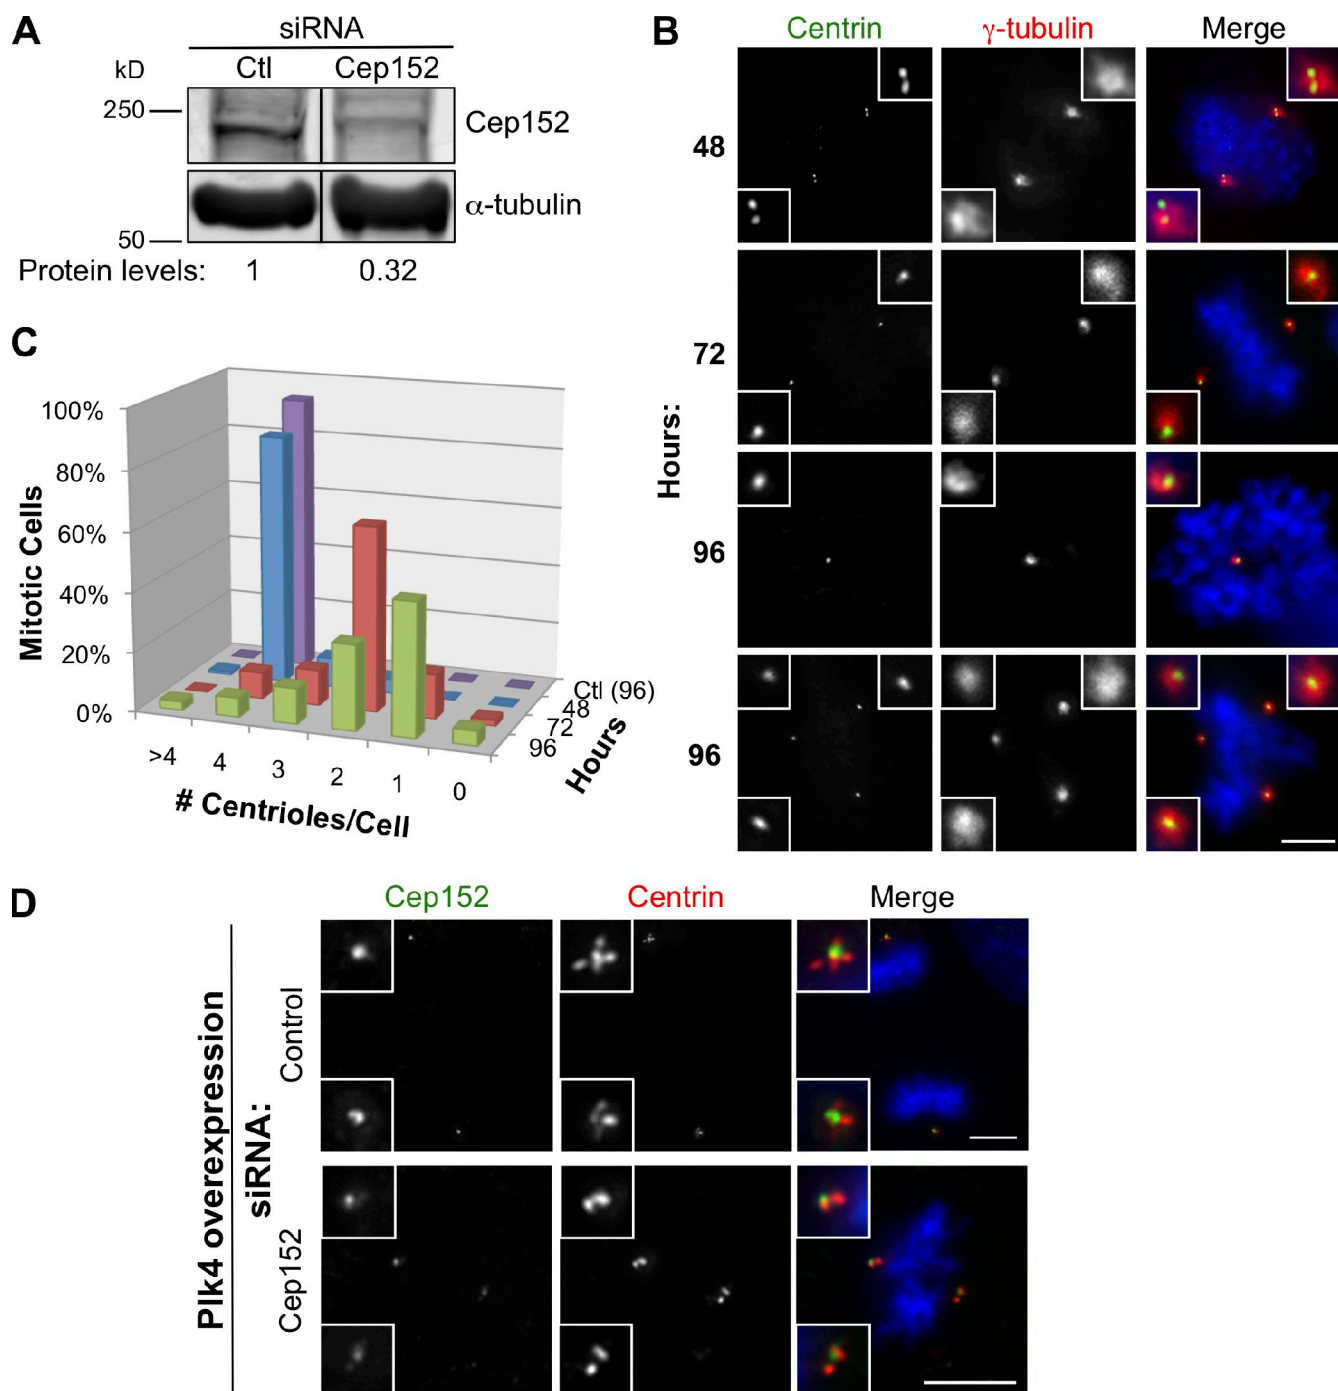 A
siRNA
kD
Ctl
Cep152
250
Cep152
α-tubulin
50
Protein levels:
1
0.32
B
Centrin
γ-tubulin
Merge
Hours:
48
72
96
96
C
Mitotic Cells
100%
80%
60%
40%
20%
0%
>4
4
3
2
1
0
# Centrioles/Cell
Ctl (96)
48
72
96
Hours
D
Cep152
Centrin
Merge
Plk4 overexpression
siRNA:
Control
Cep152